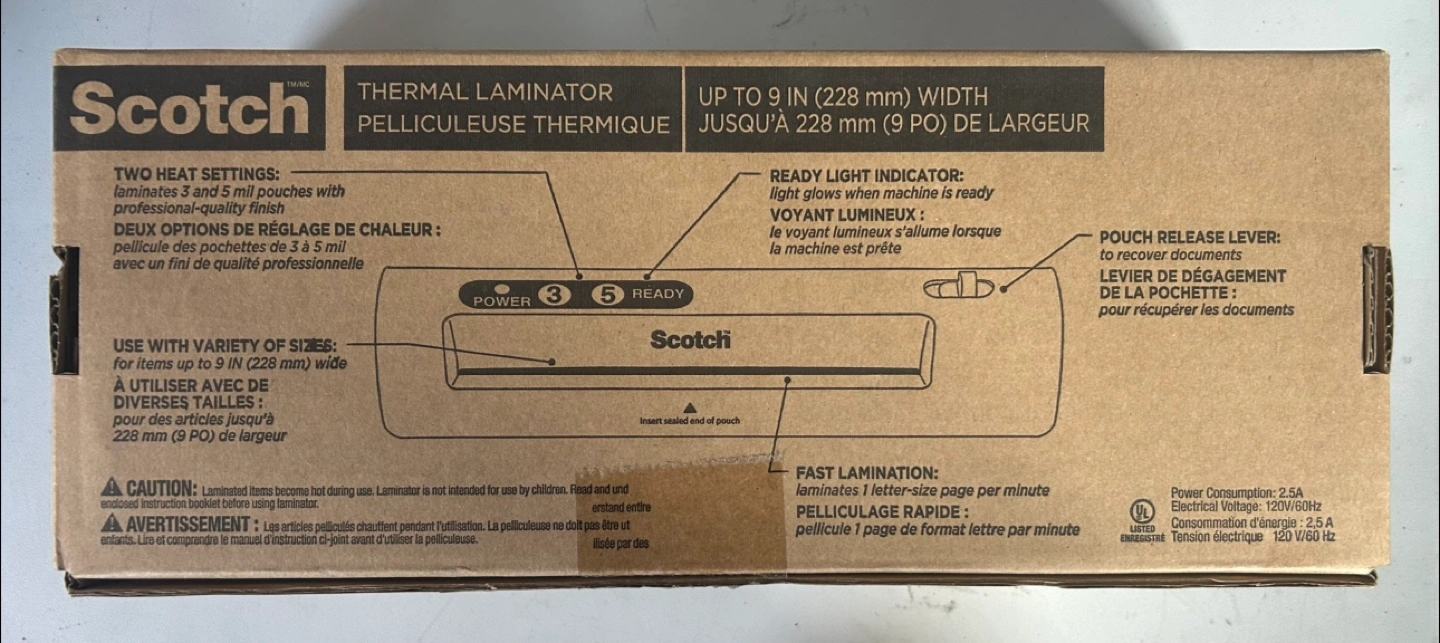 Scotch TM/MC
THERMAL LAMINATOR
PELLICULEUSE THERMIQUE
UP TO 9 IN (228 mm) WIDTH
JUSQU'À 228 mm (9 PO) DE LARGEUR
TWO HEAT SETTINGS:
laminates 3 and 5 mil pouches with
professional-quality finish
DEUX OPTIONS DE RÉGLAGE DE CHALEUR :
pellicule des pochettes de 3 à 5 mil
avec un fini de qualité professionnelle
READY LIGHT INDICATOR:
light glows when machine is ready
VOYANT LUMINEUX :
le voyant lumineux s'allume lorsque
la machine est prête
POUCH RELEASE LEVER:
to recover documents
LEVIER DE DÉGAGEMENT
DE LA POCHETTE :
pour récupérer les documents
POWER 3 5 READY
Scotch
USE WITH VARIETY OF SIZES:
for items up to 9 IN (228 mm) wide
À UTILISER AVEC DE
DIVERSES TAILLES :
pour des articles jusqu'à
228 mm (9 PO) de largeur
Insert sealed end of pouch
FAST LAMINATION:
laminates 1 letter-size page per minute
PELLICULAGE RAPIDE :
pellicule 1 page de format lettre par minute
CAUTION: Laminated items become hot during use. Laminator is not intended for use by children. Read and und
erstand entire
enclosed instruction booklet before using laminator.
AVERTISSEMENT : Les articles pelliculés chauffent pendant l'utilisation. La pelliculeuse ne doit pas être ut
ilisée par des
enfants. Lire et comprendre le manuel d'instruction ci-joint avant d'utiliser la pelliculeuse.
UL
LISTED
ENREGISTRÉ
Power Consumption: 2.5A
Electrical Voltage: 120V/60Hz
Consommation d'énergie : 2,5 A
Tension électrique 120 V/60 Hz